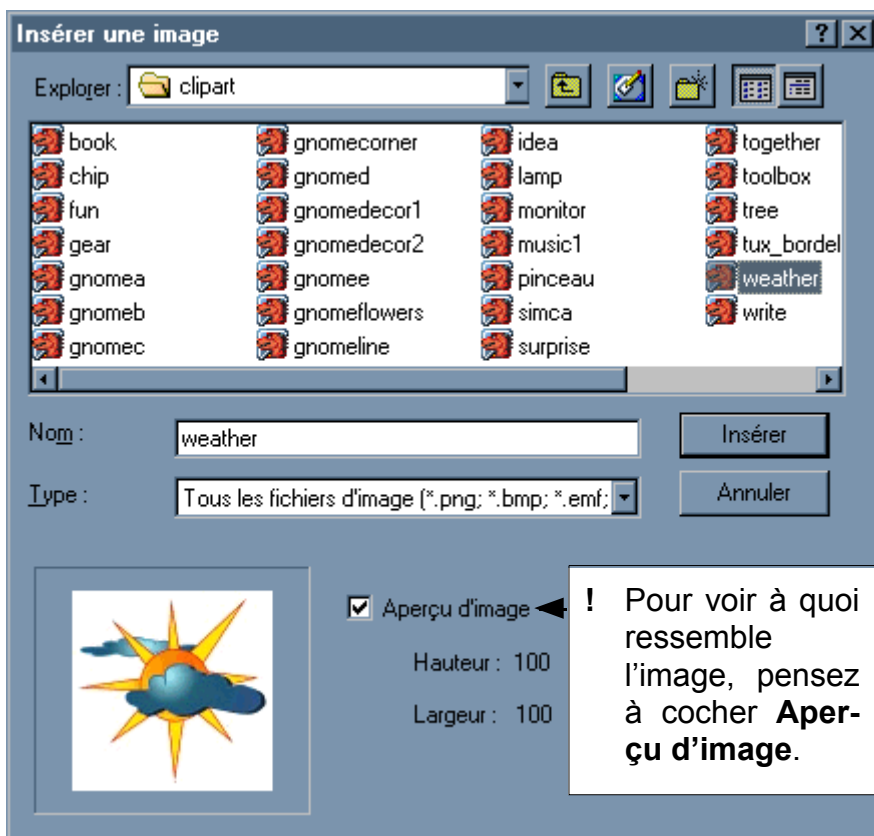 Insérer une image
Explorer : clipart
book
chip
fun
gear
gnomea
gnomeb
gnomec
gnomecorner
gnomed
gnomedecor1
gnomedecor2
gnomee
gnomeflowers
gnomeline
idea
lamp
monitor
music1
pinceau
simca
surprise
together
toolbox
tree
tux_bordel
weather
write
Nom : weather
Insérer
Type : Tous les fichiers d'image (*.png; *.bmp; *.emf;
Annuler
Aperçu d'image
Hauteur : 100
Largeur : 100
! Pour voir à quoi
ressemble
l’image, pensez
à cocher Aper-
çu d’image.